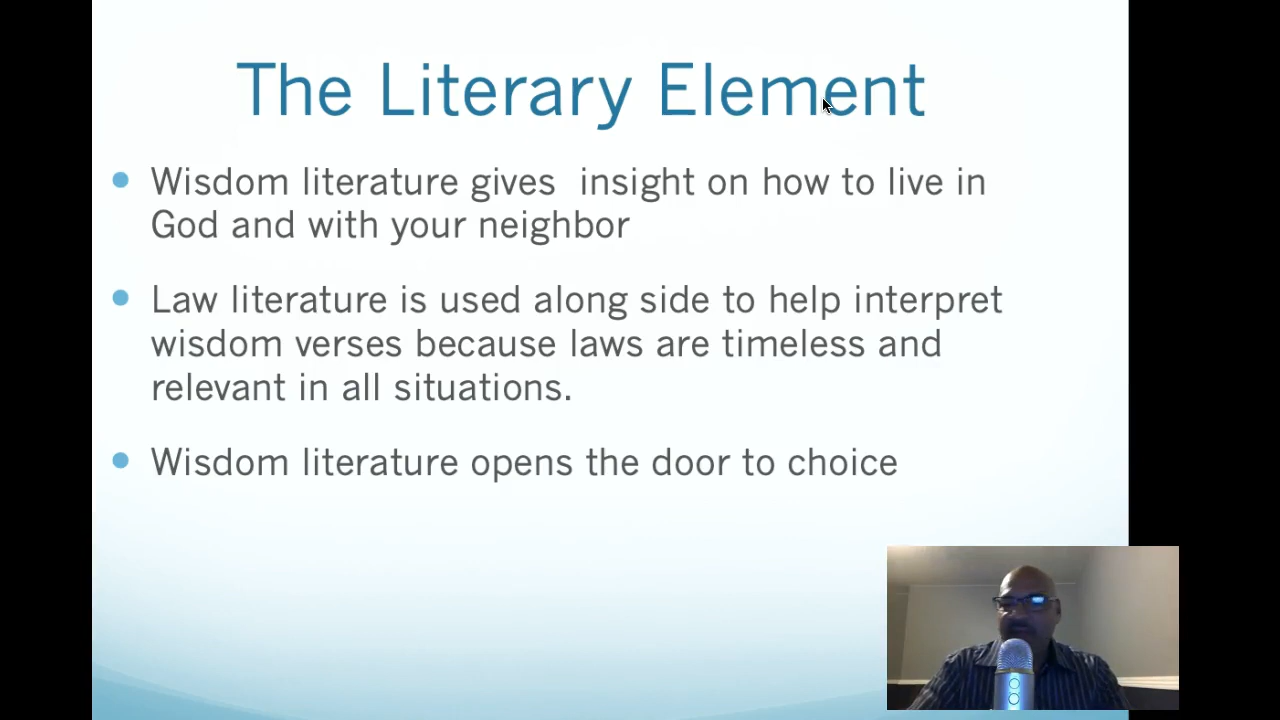 The Literary Element
Wisdom literature gives  insight on how to live in
God and with your neighbor
Law literature is used along side to help interpret
wisdom verses because laws are timeless and
relevant in all situations.
Wisdom literature opens the door to choice